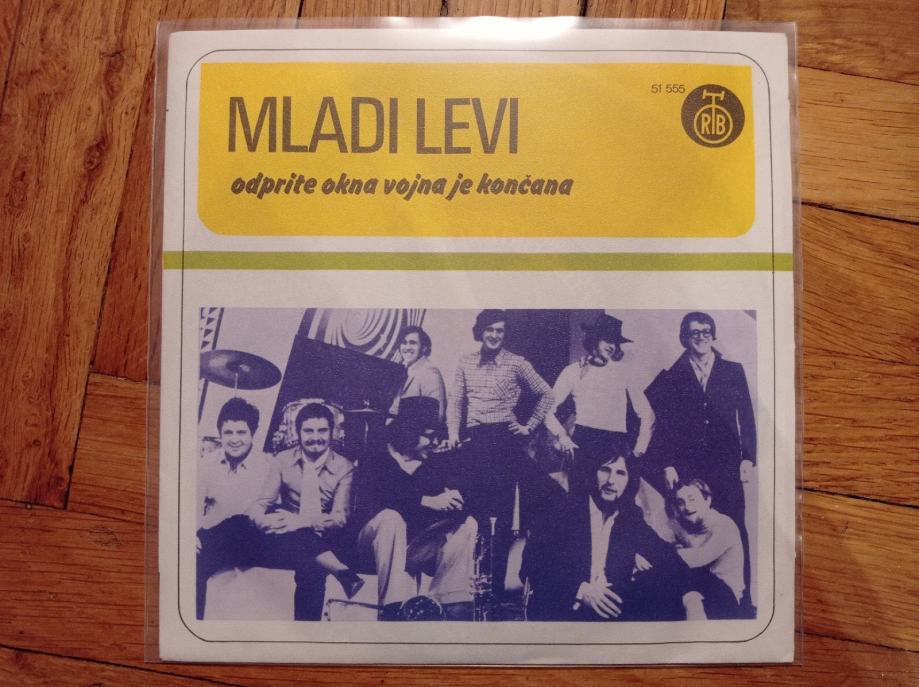 51 555
RTB
MLADI LEVI
odprite okna vojna je končana